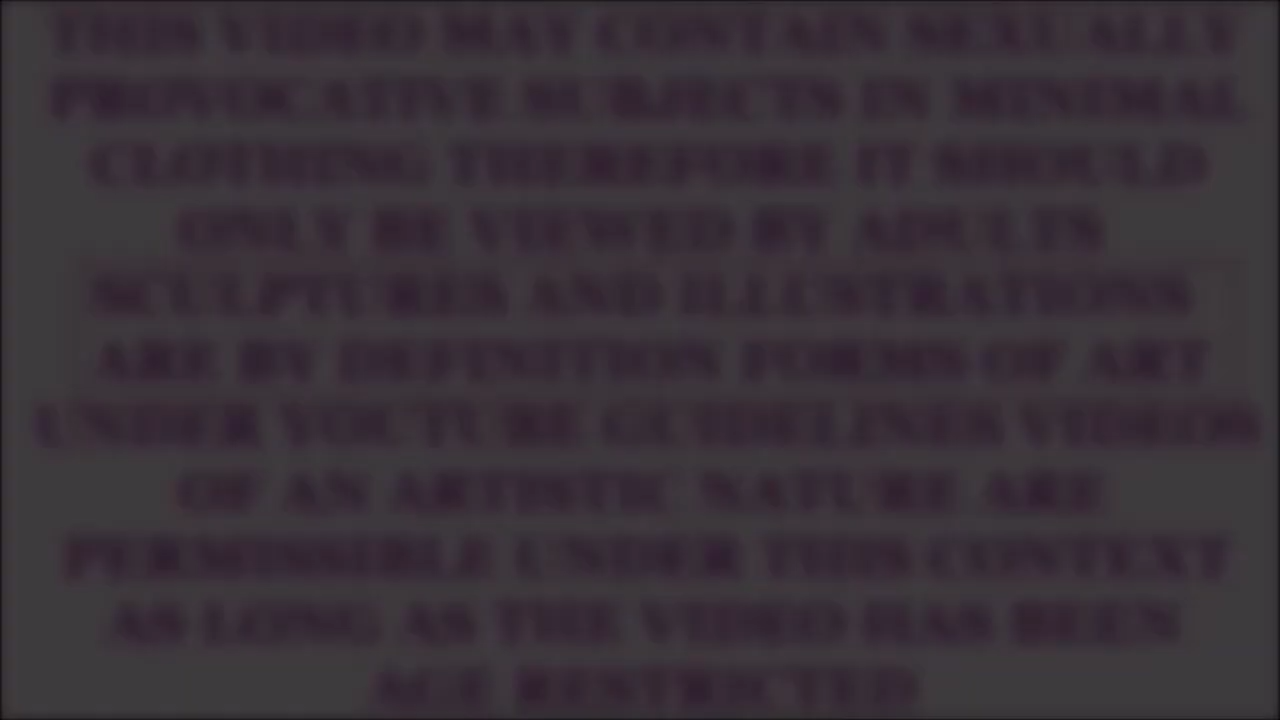 THIS VIDEO MAY CONTAIN SEXUALLY
PROVOCATIVE SUBJECTS IN MINIMAL
CLOTHING THEREFORE IT SHOULD
ONLY BE VIEWED BY ADULTS
SCULPTURES AND ILLUSTRATIONS
ARE BY DEFINITION FORMS OF ART
UNDER YOUTUBE GUIDELINES VIDEOS
OF AN ARTISTIC NATURE ARE
PERMISSIBLE UNDER THIS CONTEXT
AS LONG AS THE VIDEO HAS BEEN
AGE RESTRICTED